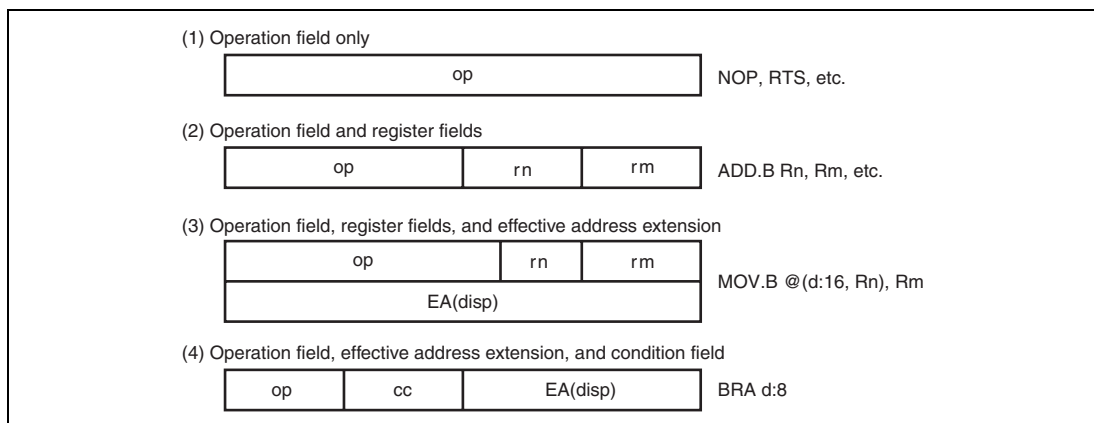 (1) Operation field only
op
NOP, RTS, etc.
(2) Operation field and register fields
op rn rm
ADD.B Rn, Rm, etc.
(3) Operation field, register fields, and effective address extension
op rn rm
EA(disp)
MOV.B @(d:16, Rn), Rm
(4) Operation field, effective address extension, and condition field
op cc EA(disp)
BRA d:8